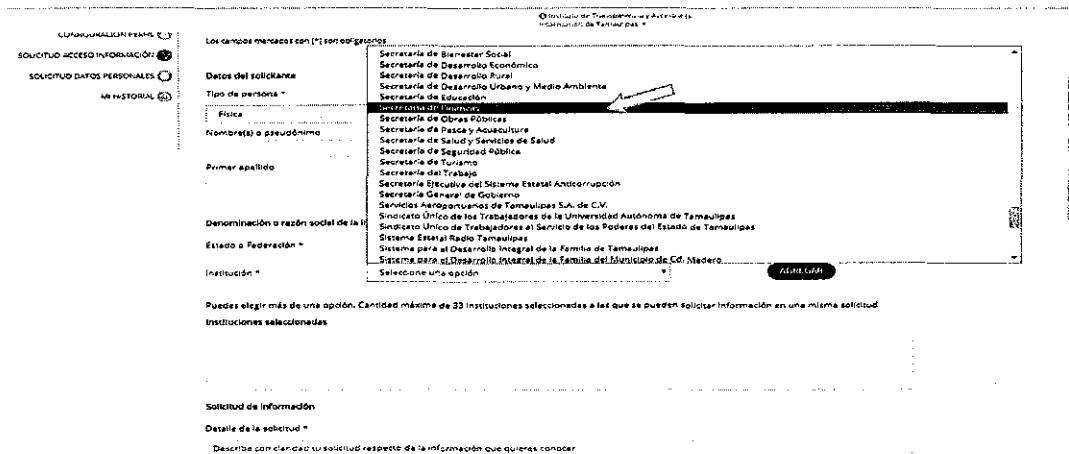 Instituto de Transparencia y Acceso a la
Información de Tamaulipas
CONFIGURACIÓN PERFIL
Los campos marcados con [*] son obligatorios
SOLICITUD ACCESO INFORMACIÓN
SOLICITUD DATOS PERSONALES
MI HISTORIAL
Datos del solicitante
Tipo de persona *
Física
Nombre(s) o pseudónimo
Primer apellido
Denominación o razón social de la
Estado o Federación *
Secretaría de Bienestar Social
Secretaría de Desarrollo Económico
Secretaría de Desarrollo Rural
Secretaría de Desarrollo Urbano y Medio Ambiente
Secretaría de Educación
Secretaría de Finanzas
Secretaría de Obras Públicas
Secretaría de Pesca y Acuacultura
Secretaría de Salud y Servicios de Salud
Secretaría de Seguridad Pública
Secretaría de Turismo
Secretaría del Trabajo
Secretaría Ejecutiva del Sistema Estatal Anticorrupción
Secretaría General de Gobierno
Servicios Aeroportuarios de Tamaulipas S.A. de C.V.
Sindicato Único de los Trabajadores de la Universidad Autónoma de Tamaulipas
Sindicato Único de Trabajadores al Servicio de los Poderes del Estado de Tamaulipas
Sistema Estatal Radio Tamaulipas
Sistema para el Desarrollo Integral de la Familia de Tamaulipas
Sistema para el Desarrollo Integral de la Familia del Municipio de Cd. Madero
Institución *
Seleccione una opción
AGREGAR
Puedes elegir más de una opción. Cantidad máxima de 33 instituciones seleccionadas a las que se pueden solicitar información en una misma solicitud
Instituciones seleccionadas
Solicitud de información
Detalle de la solicitud *
Describe con claridad tu solicitud respecto de la información que quieres conocer